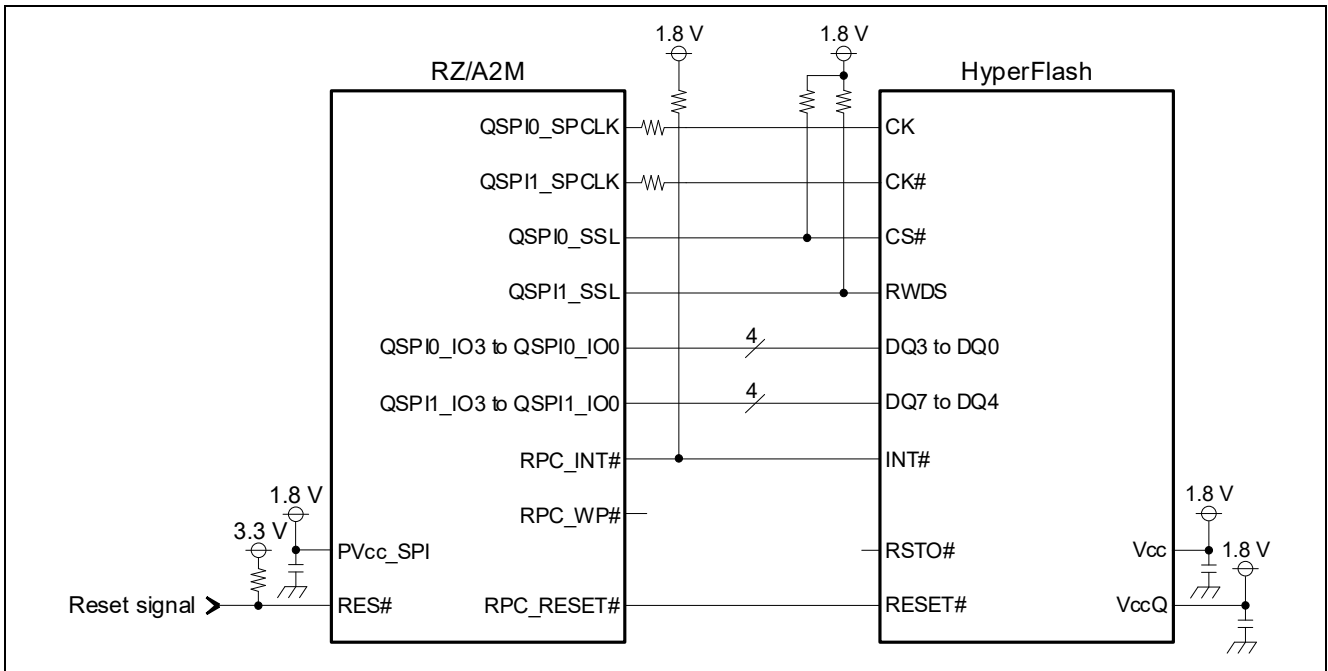 1.8 V 1.8 V
RZ/A2M HyperFlash
QSPI0_SPCLK CK
QSPI1_SPCLK CK#
QSPI0_SSL CS#
QSPI1_SSL RWDS
4
QSPI0_IO3 to QSPI0_IO0 DQ3 to DQ0
4
QSPI1_IO3 to QSPI1_IO0 DQ7 to DQ4
RPC_INT# INT#
1.8 V 1.8 V
RPC_WP#
3.3 V
PVcc_SPI RSTO# Vcc 1.8 V
Reset signal RES# RPC_RESET# RESET# VccQ